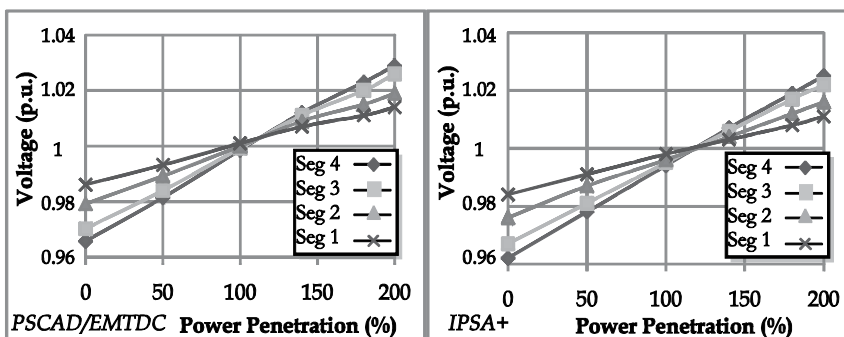 1.04
1.02
1
0.98
0.96
Voltage (p.u.)
Seg 4
Seg 3
Seg 2
Seg 1
0 50 100 150 200
PSCAD/EMTDC Power Penetration (%)
1.04
1.02
1
0.98
0.96
Voltage (p.u.)
Seg 4
Seg 3
Seg 2
Seg 1
0 50 100 150 200
IPSA+ Power Penetration (%)